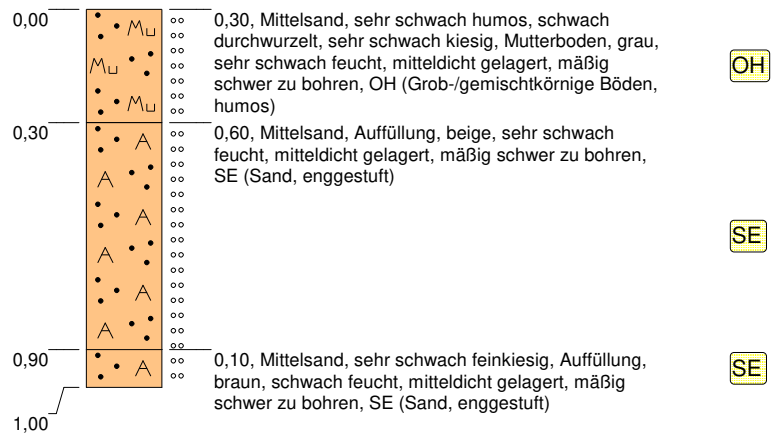 0,00
Mu
Mu
Mu
0,30, Mittelsand, sehr schwach humos, schwach
durchwurzelt, sehr schwach kiesig, Mutterboden, grau,
sehr schwach feucht, mitteldicht gelagert, mäßig
schwer zu bohren, OH (Grob-/gemischtkörnige Böden,
humos)
OH
0,30
A
A
A
A
A
A
0,60, Mittelsand, Auffüllung, beige, sehr schwach
feucht, mitteldicht gelagert, mäßig schwer zu bohren,
SE (Sand, enggestuft)
SE
0,90
A
0,10, Mittelsand, sehr schwach feinkiesig, Auffüllung,
braun, schwach feucht, mitteldicht gelagert, mäßig
schwer zu bohren, SE (Sand, enggestuft)
SE
1,00